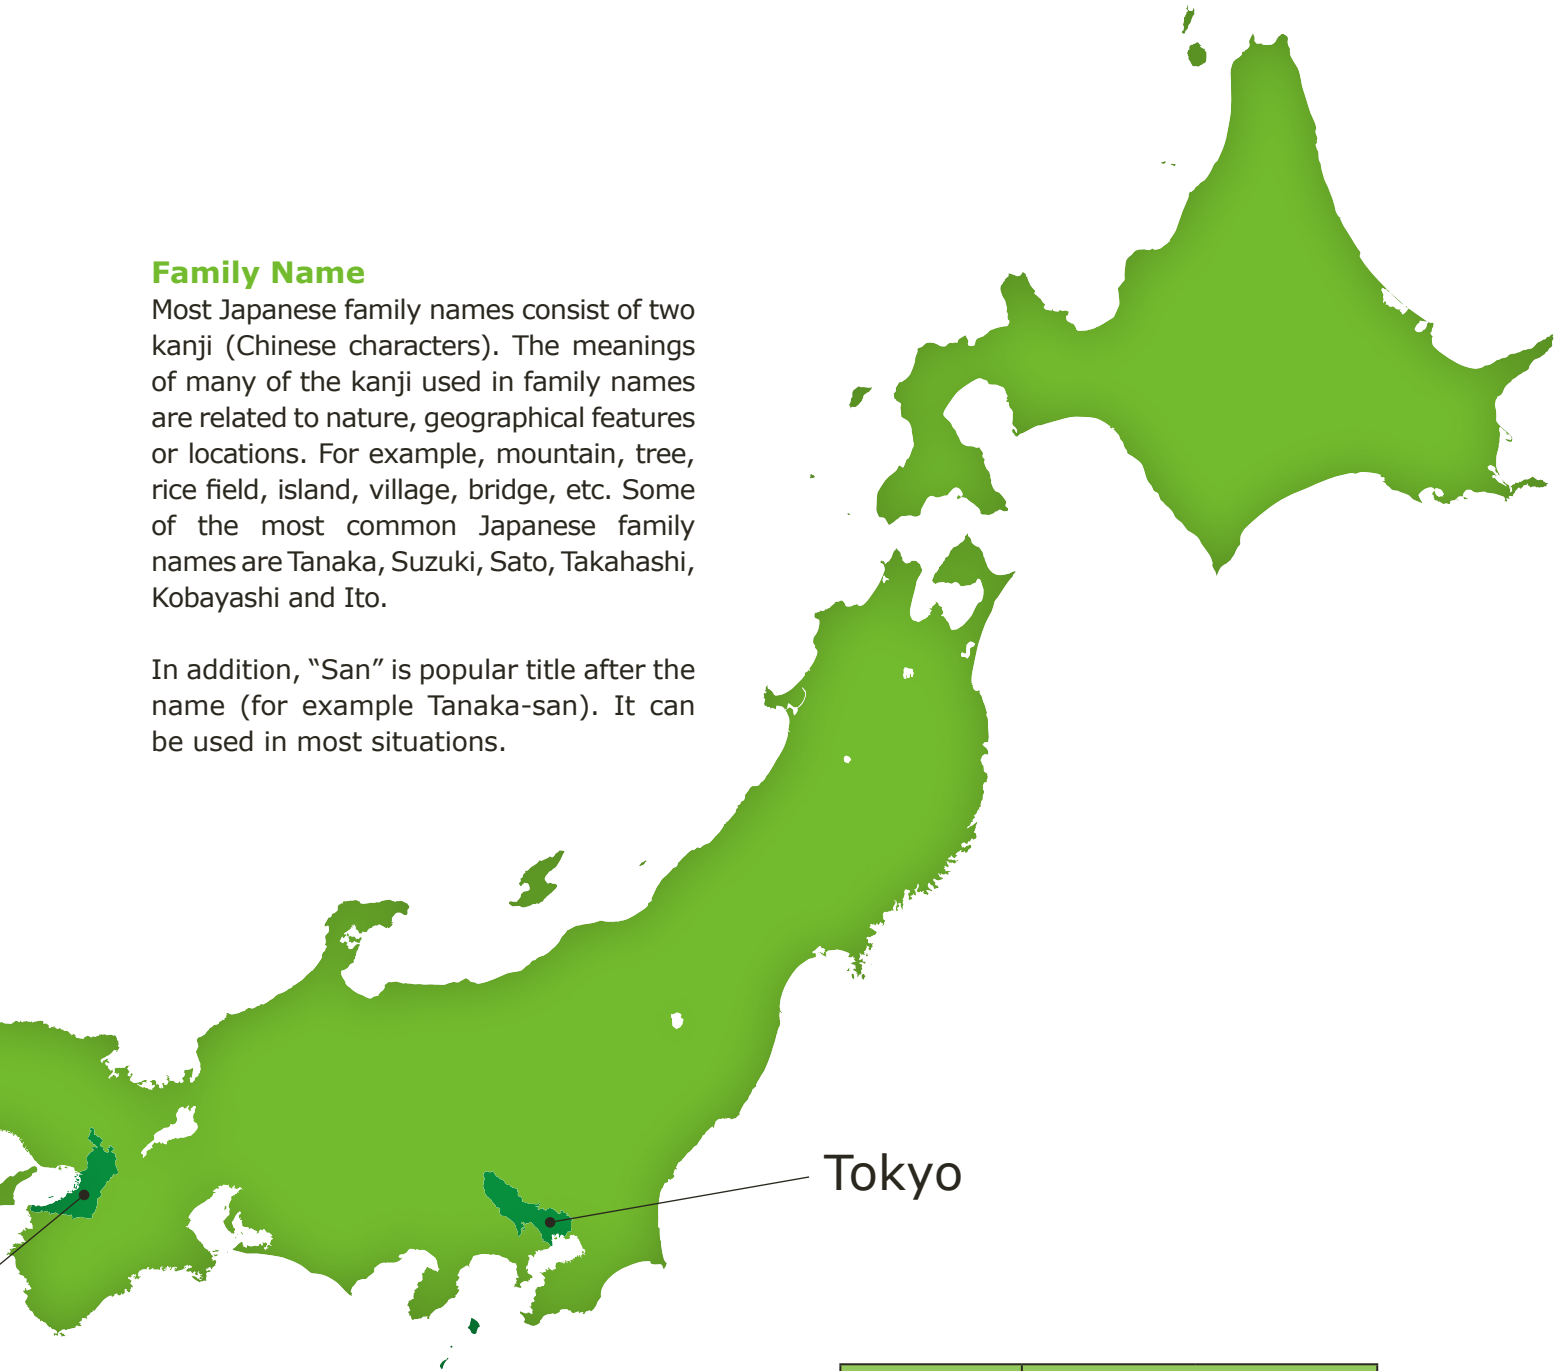 Family Name
Most Japanese family names consist of two
kanji (Chinese characters). The meanings
of many of the kanji used in family names
are related to nature, geographical features
or locations. For example, mountain, tree,
rice field, island, village, bridge, etc. Some
of the most common Japanese family
names are Tanaka, Suzuki, Sato, Takahashi,
Kobayashi and Ito.
In addition, “San” is popular title after the
name (for example Tanaka-san). It can
be used in most situations.
Tokyo